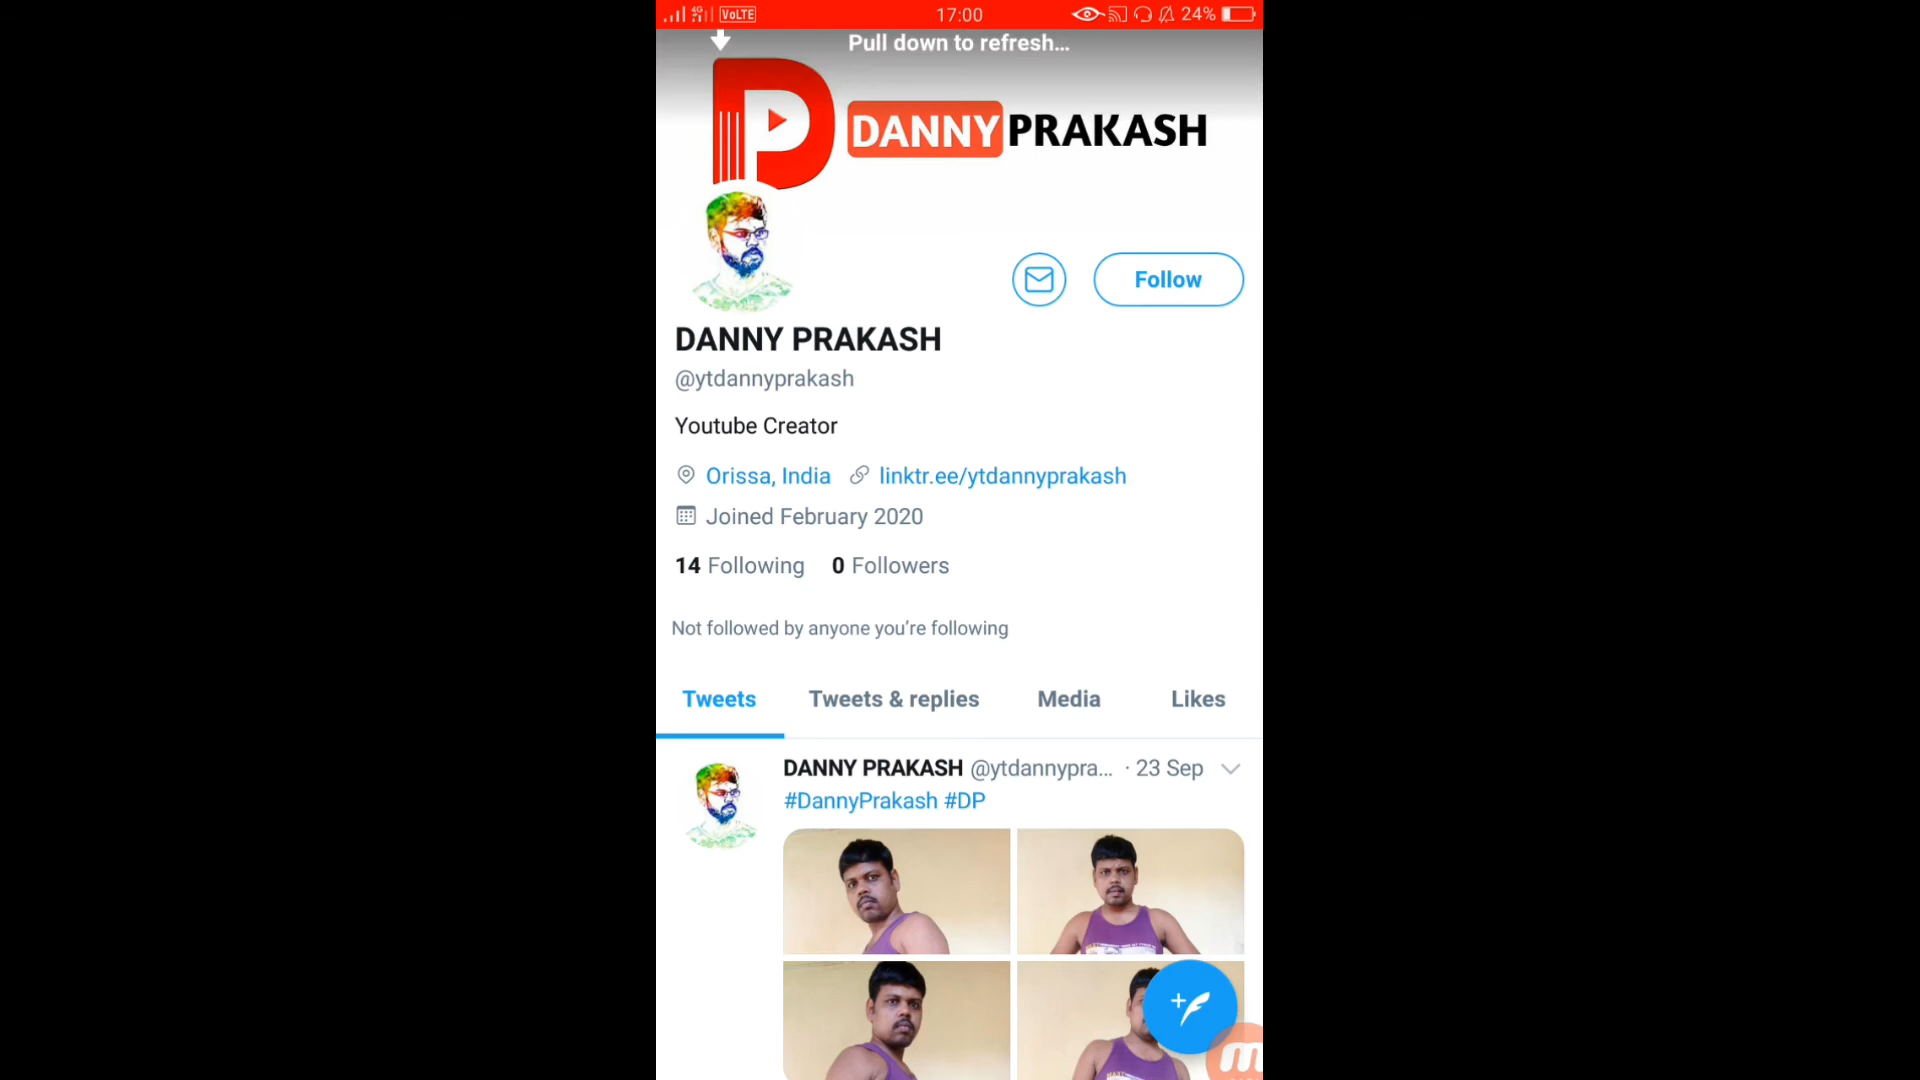 4G VoLTE 17:00 24%
Pull down to refresh...
DANNY PRAKASH
DANNY PRAKASH
@ytdannyprakash
Youtube Creator
Orissa, India linktr.ee/ytdannyprakash
Joined February 2020
14 Following 0 Followers
Not followed by anyone you’re following
Tweets Tweets & replies Media Likes
DANNY PRAKASH @ytdannypra... · 23 Sep
#DannyPrakash #DP